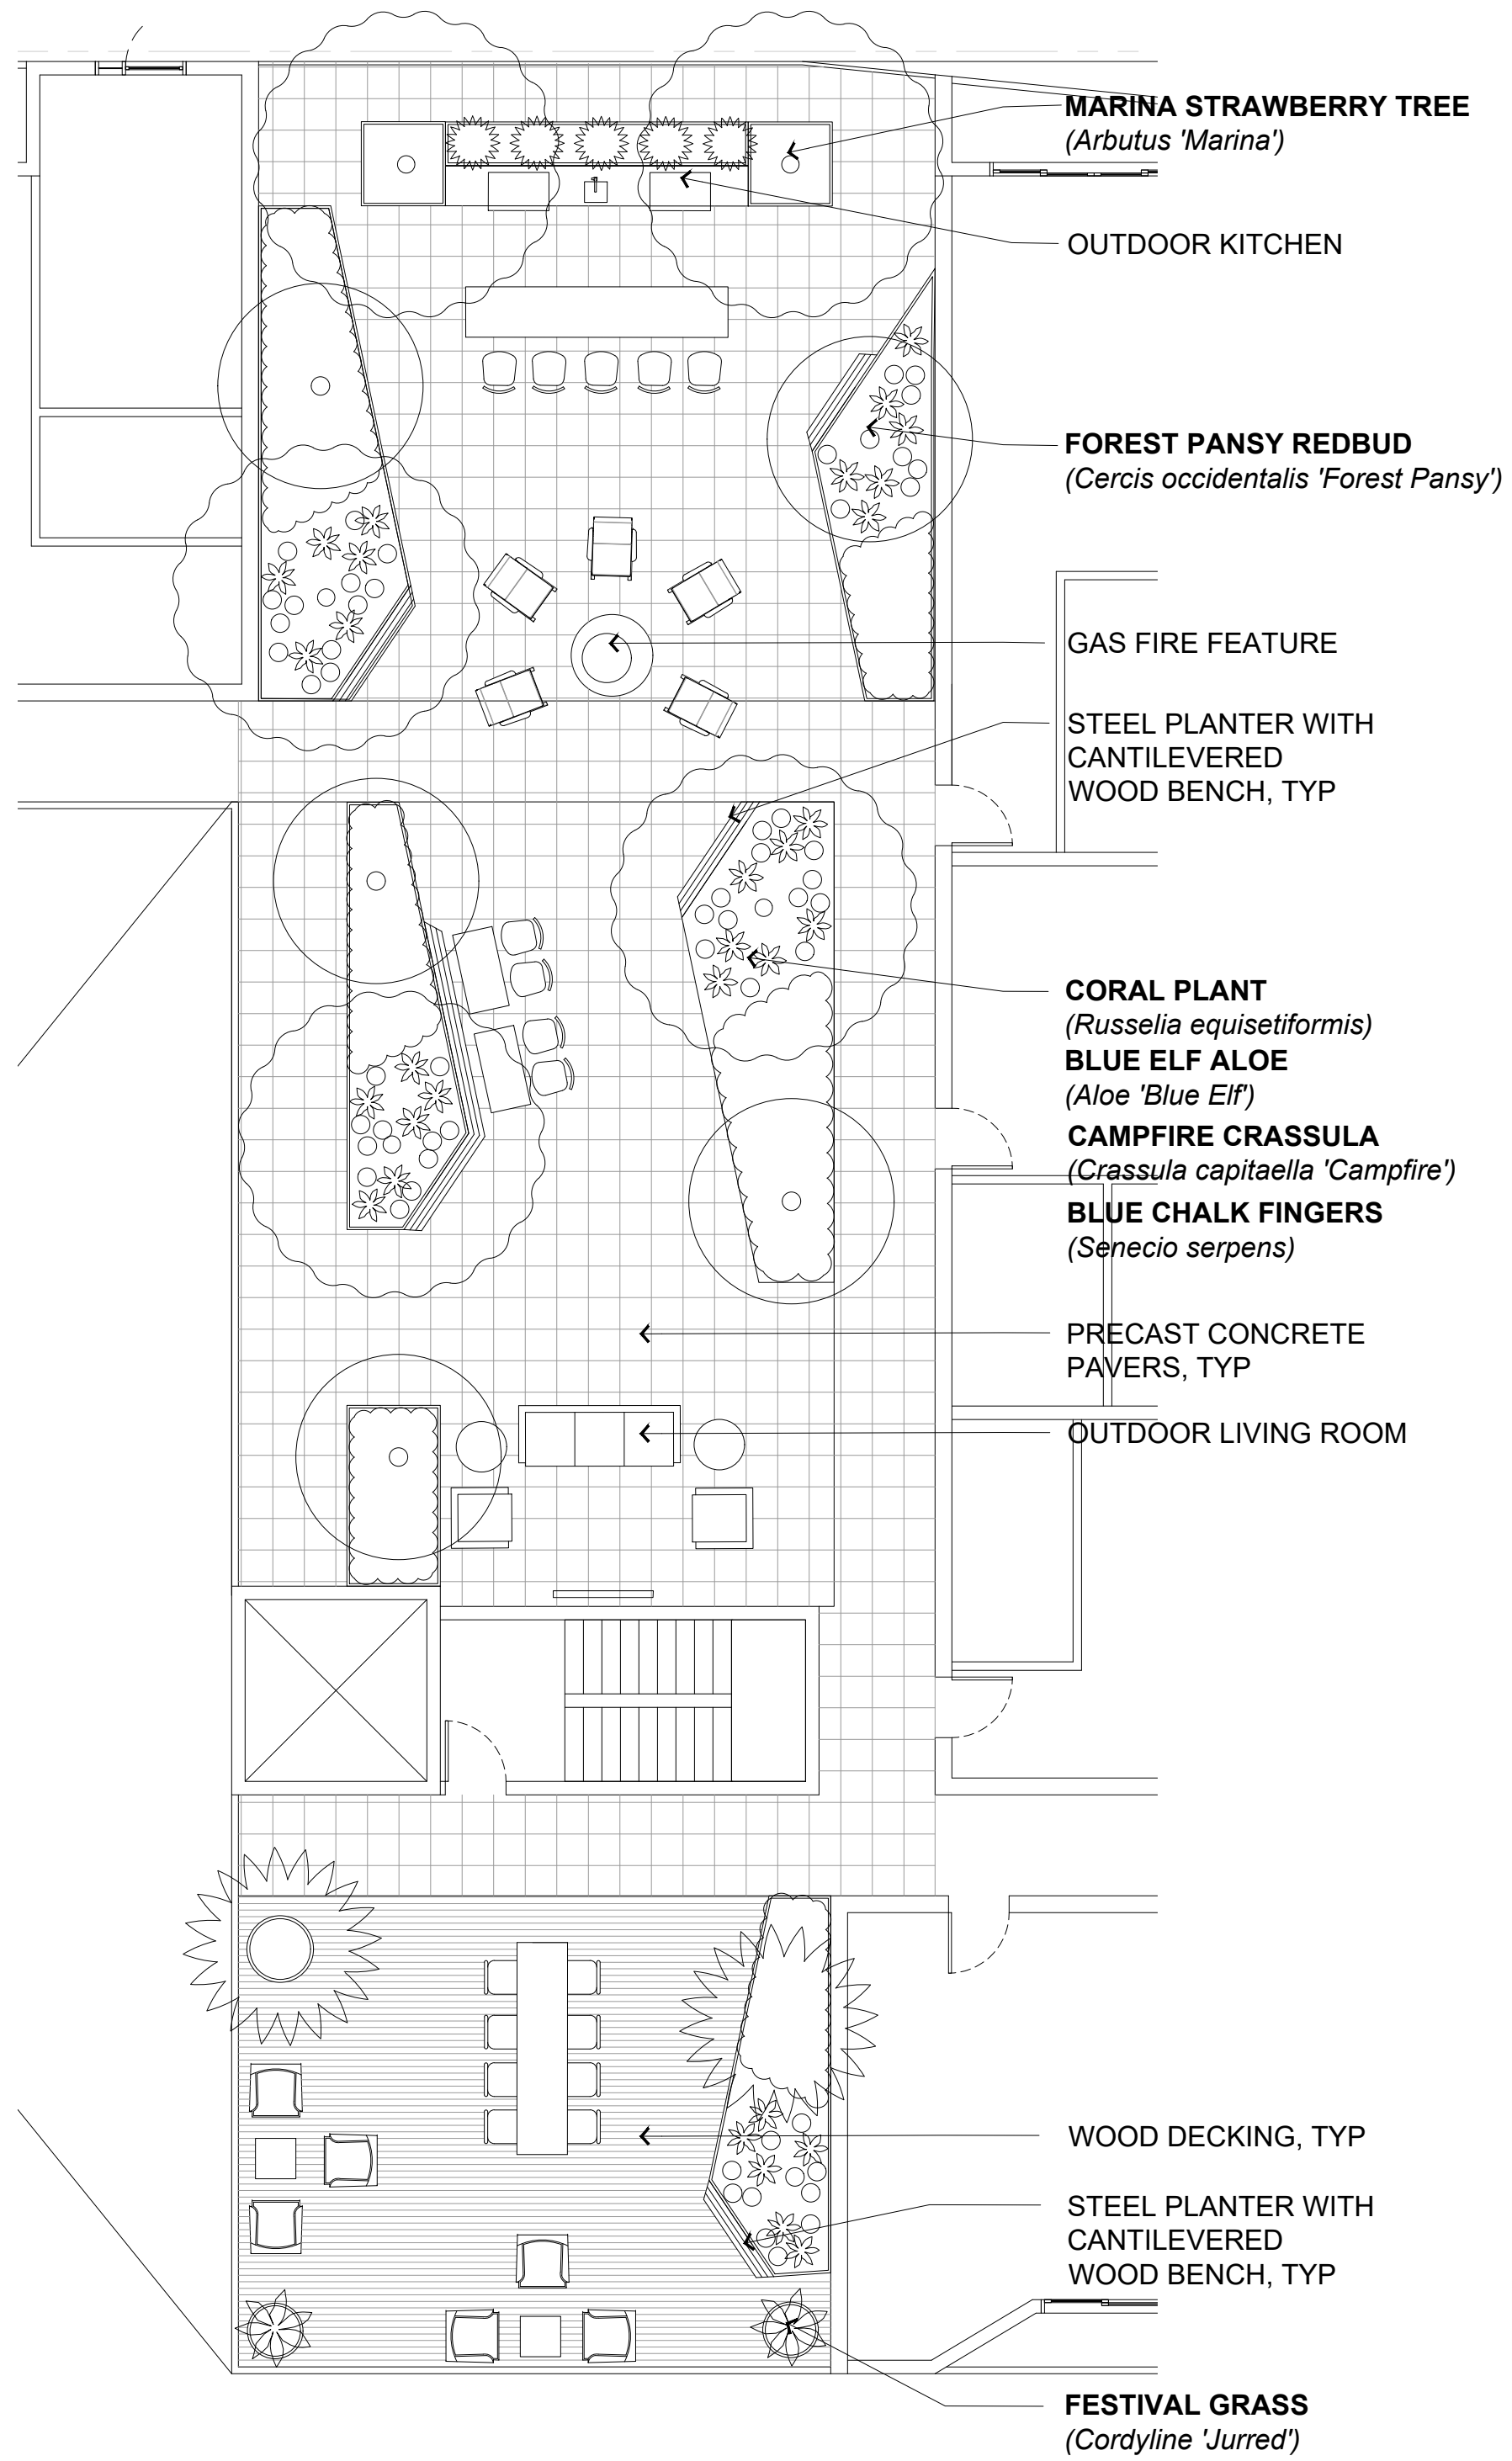 MARINA STRAWBERRY TREE
(Arbutus 'Marina')
OUTDOOR KITCHEN
FOREST PANSY REDBUD
(Cercis occidentalis 'Forest Pansy')
GAS FIRE FEATURE
STEEL PLANTER WITH
CANTILEVERED
WOOD BENCH, TYP
CORAL PLANT
(Russelia equisetiformis)
BLUE ELF ALOE
(Aloe 'Blue Elf')
CAMPFIRE CRASSULA
(Crassula capitaella 'Campfire')
BLUE CHALK FINGERS
(Senecio serpens)
PRECAST CONCRETE
PAVERS, TYP
OUTDOOR LIVING ROOM
WOOD DECKING, TYP
STEEL PLANTER WITH
CANTILEVERED
WOOD BENCH, TYP
FESTIVAL GRASS
(Cordyline 'Jurred')